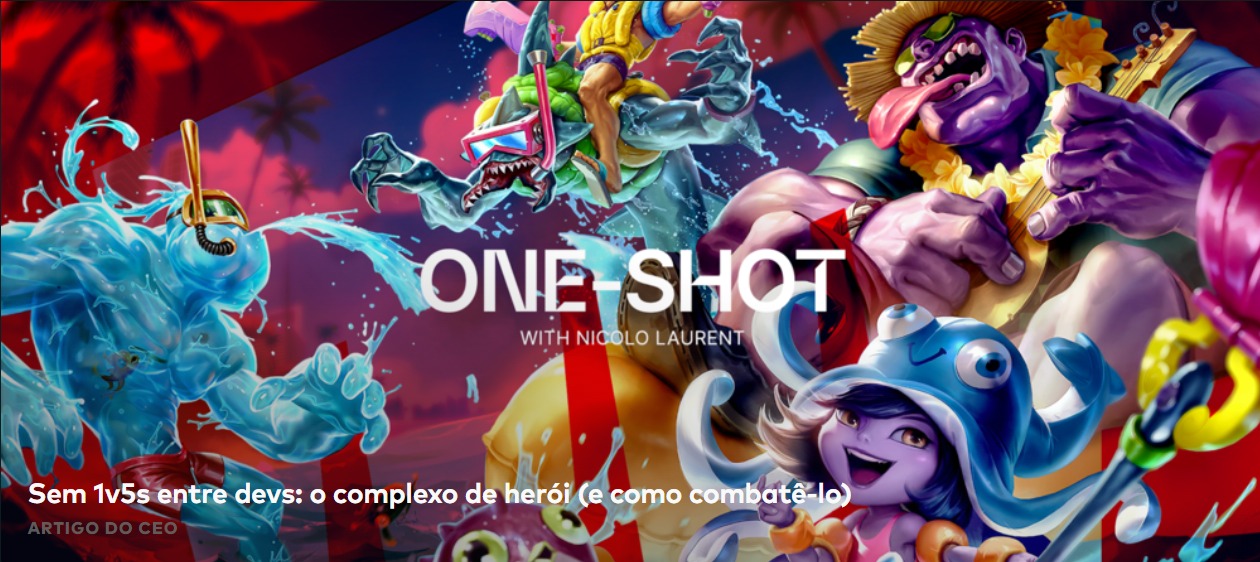 ONE-SHOT
WITH NICOLO LAURENT
Sem 1v5s entre devs: o complexo de herói (e como combatê-lo)
ARTIGO DO CEO